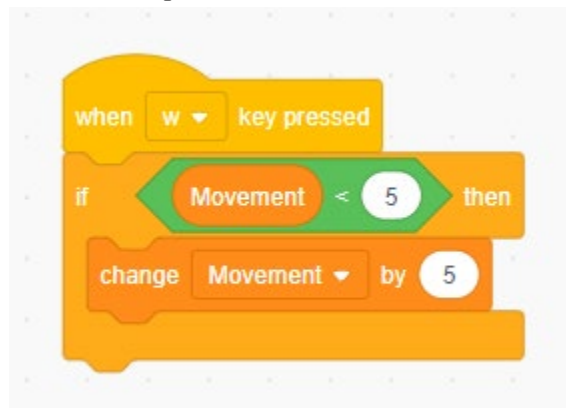 when w key pressed
if Movement < 5 then
change Movement by 5